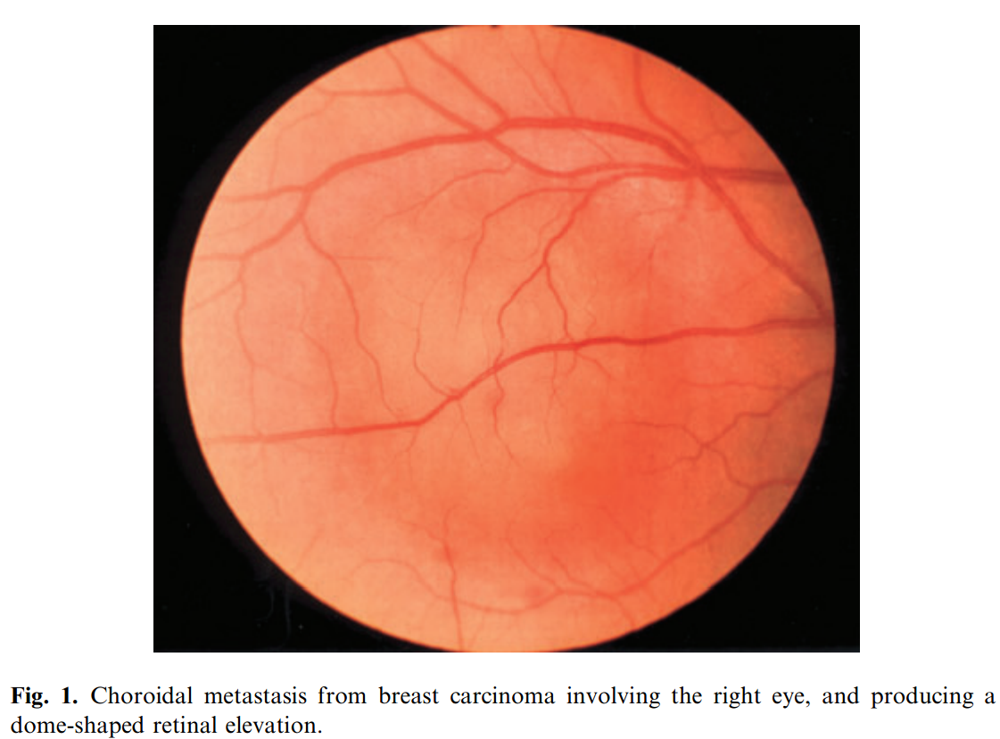 Fig. 1. Choroidal metastasis from breast carcinoma involving the right eye, and producing a
dome-shaped retinal elevation.